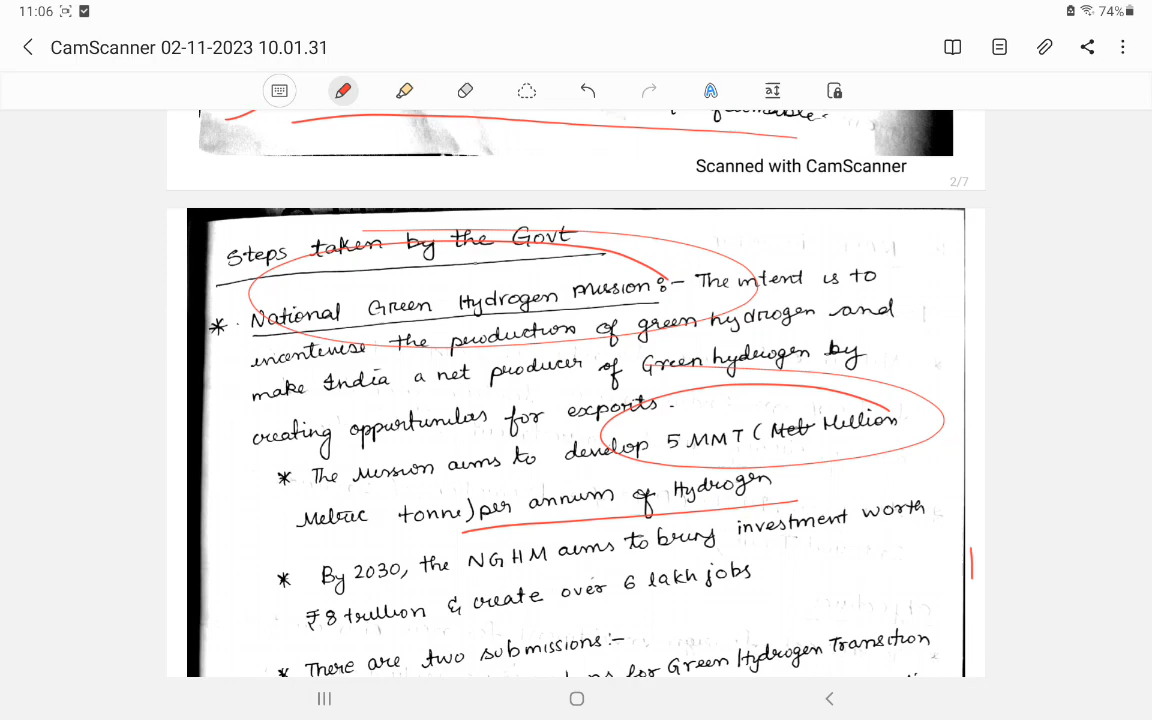 11:06
74%
CamScanner 02-11-2023 10.01.31
Scanned with CamScanner
2/7
Steps taken by the Govt
* National Green Hydrogen Mission :- The intent is to
incentivise the production of green hydrogen and
make India a net producer of Green hydrogen by
creating oppurtunities for exports.
* The Mission aims to develop 5 MMT ( Met Million
Metric tonne) per annum of Hydrogen
* By 2030, the NGHM aims to bring investment worth
₹8 trillion & create over 6 lakh jobs
* There are two submissions :-
for Green Hydrogen Transition